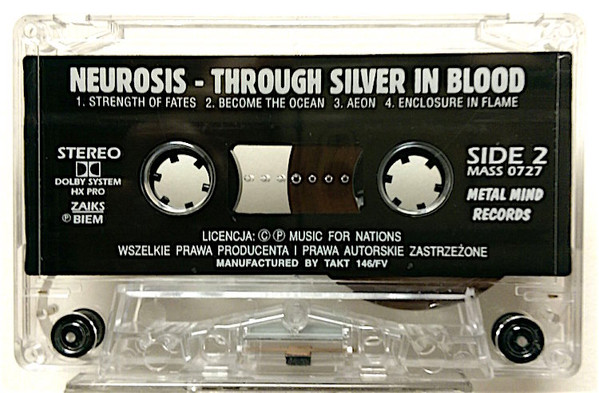 NEUROSIS - THROUGH SILVER IN BLOOD
1. STRENGTH OF FATES 2. BECOME THE OCEAN 3. AEON 4. ENCLOSURE IN FLAME
STEREO
DOLBY SYSTEM
HX PRO
ZAIKS
Ⓟ BIEM
SIDE 2
MASS 0727
METAL MIND
RECORDS
LICENCJA: © Ⓟ MUSIC FOR NATIONS
WSZELKIE PRAWA PRODUCENTA I PRAWA AUTORSKIE ZASTRZEŻONE
MANUFACTURED BY TAKT 146/FV